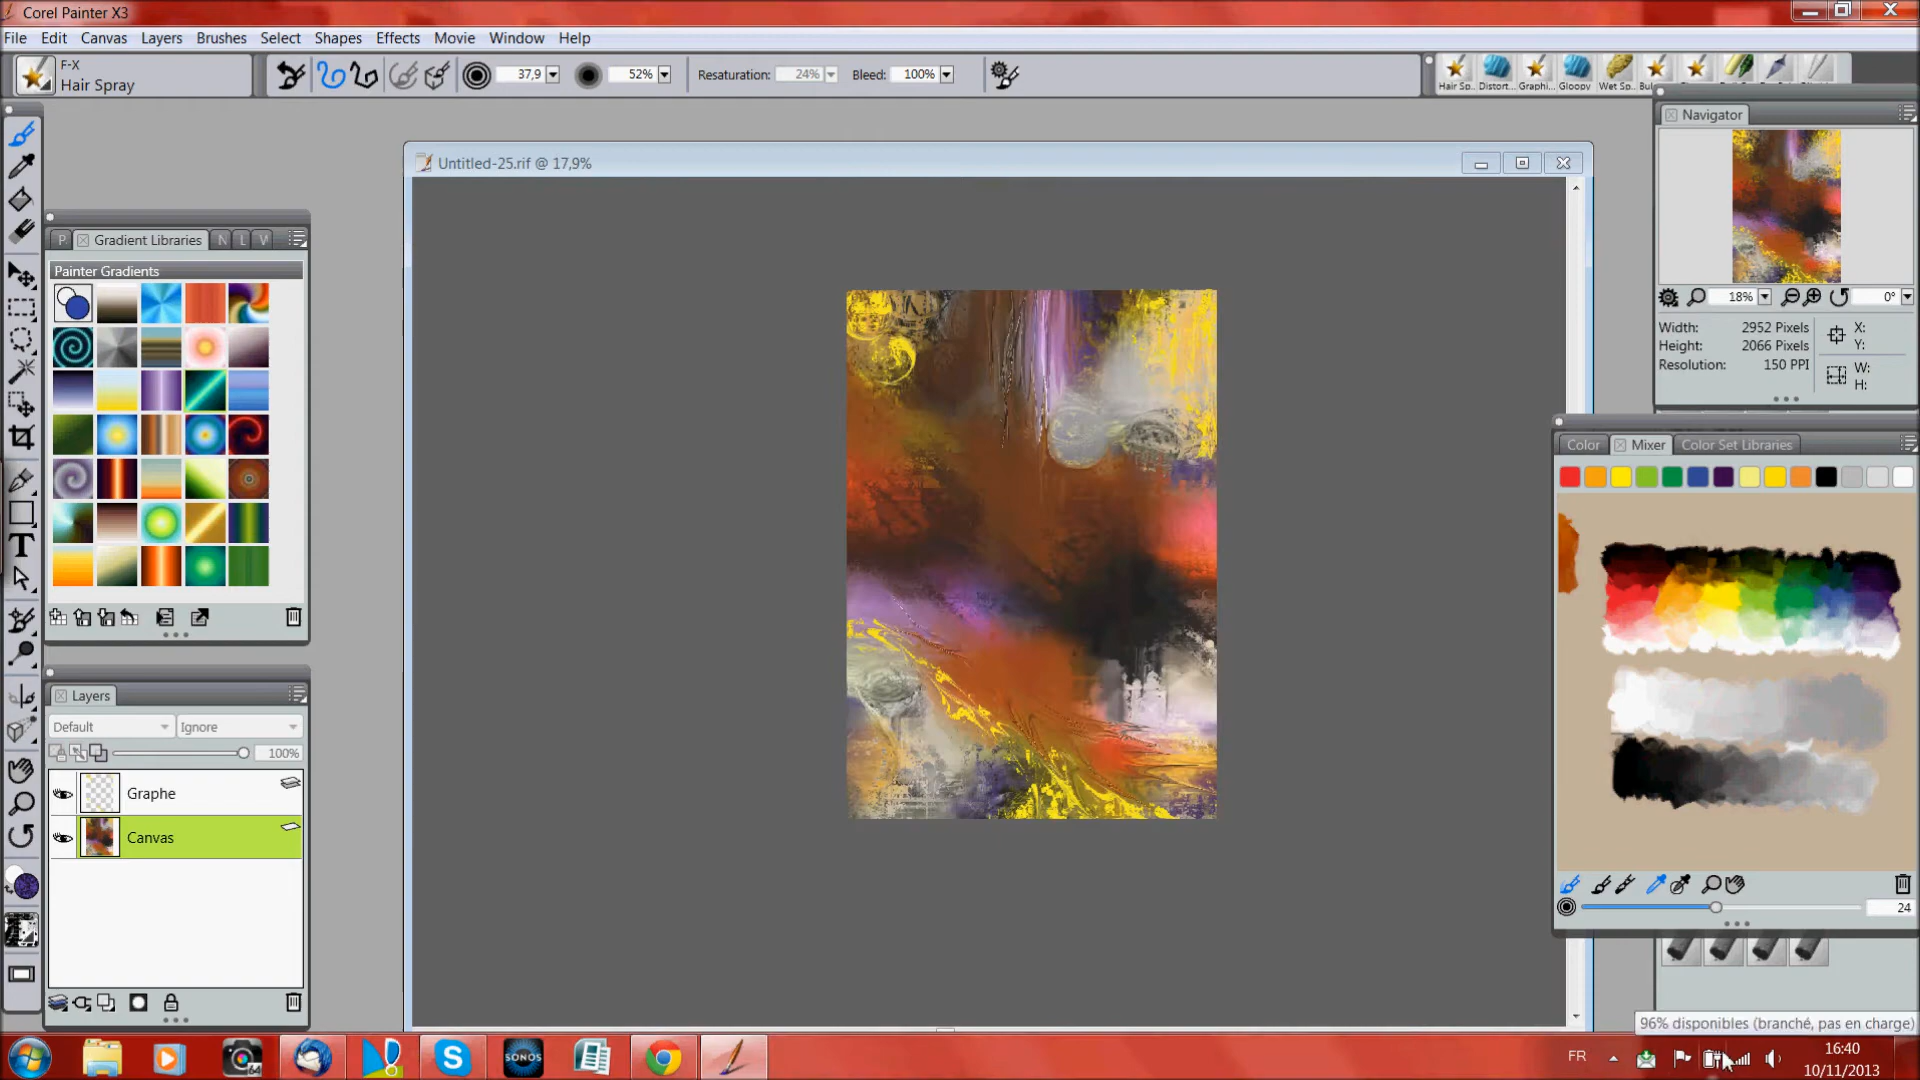 Corel Painter X3
File Edit Canvas Layers Brushes Select Shapes Effects Movie Window Help
F-X
Hair Spray
37,9 52% Resaturation: 24% Bleed: 100%
Hair Sp.. Distort.. Graphi.. Gloopy Wet Sp..
Navigator
Untitled-25.rif @ 17,9%
P. Gradient Libraries N L V
Painter Gradients
18% 0°
Width: 2952 Pixels X:
Height: 2066 Pixels Y:
Resolution: 150 PPI W:
H:
Color Mixer Color Set Libraries
T
Layers
Default Ignore
100%
Graphe
Canvas
24
96% disponibles (branché, pas en charge)
64
S
SONOS
FR
16:40
10/11/2013